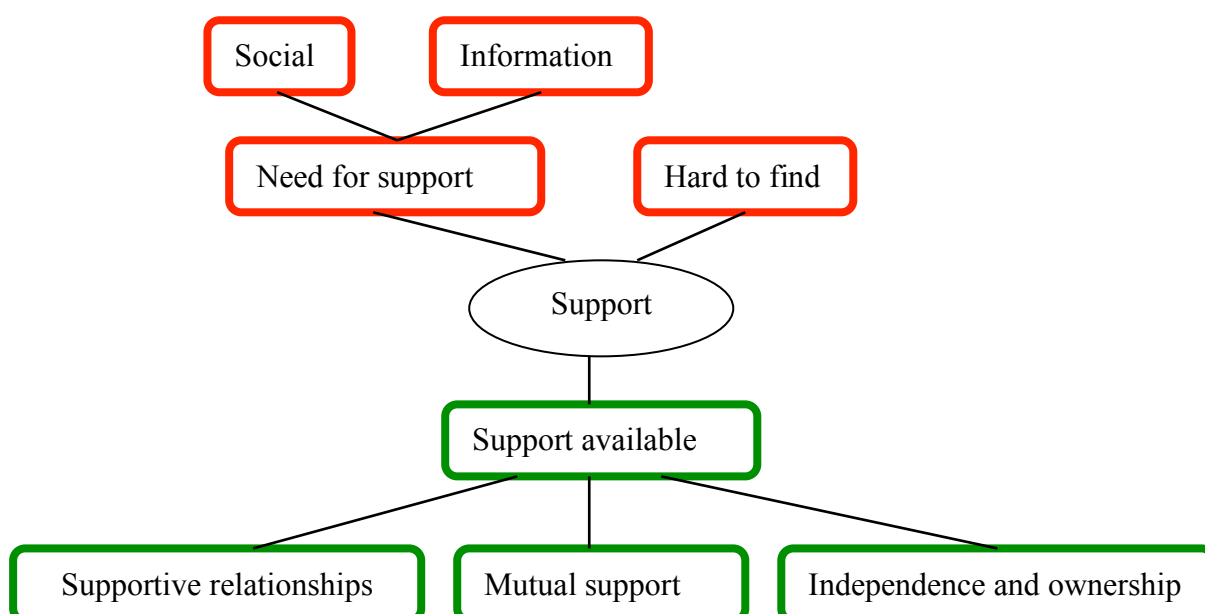 Social
Information
Need for support
Hard to find
Support
Support available
Supportive relationships
Mutual support
Independence and ownership